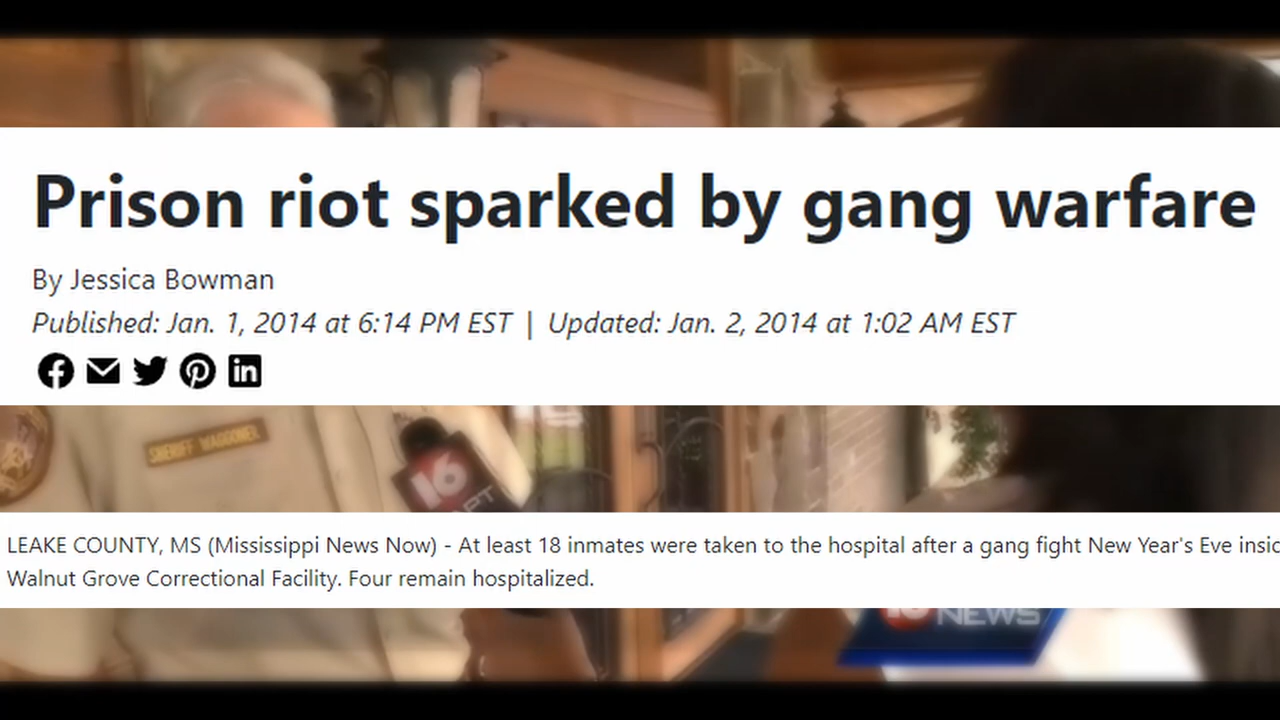 Prison riot sparked by gang warfare
By Jessica Bowman
Published: Jan. 1, 2014 at 6:14 PM EST | Updated: Jan. 2, 2014 at 1:02 AM EST
in
SHERIFF WAGGONER
16
LEAKE COUNTY, MS (Mississippi News Now) - At least 18 inmates were taken to the hospital after a gang fight New Year's Eve
Walnut Grove Correctional Facility. Four remain hospitalized.
NEWS